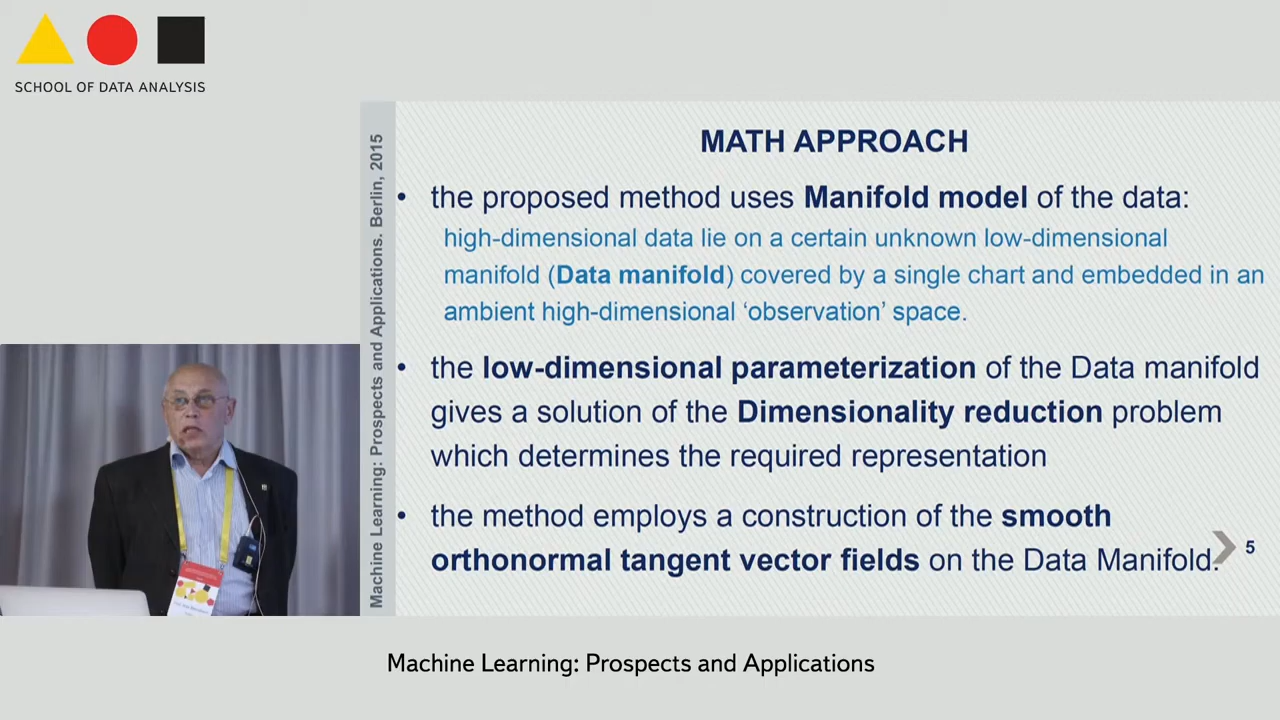 SCHOOL OF DATA ANALYSIS
Machine Learning: Prospects and Applications. Berlin, 2015
MATH APPROACH
• the proposed method uses Manifold model of the data:
high-dimensional data lie on a certain unknown low-dimensional
manifold (Data manifold) covered by a single chart and embedded in an
ambient high-dimensional ‘observation’ space.
• the low-dimensional parameterization of the Data manifold
gives a solution of the Dimensionality reduction problem
which determines the required representation
• the method employs a construction of the smooth
orthonormal tangent vector fields on the Data Manifold.
5
Machine Learning: Prospects and Applications